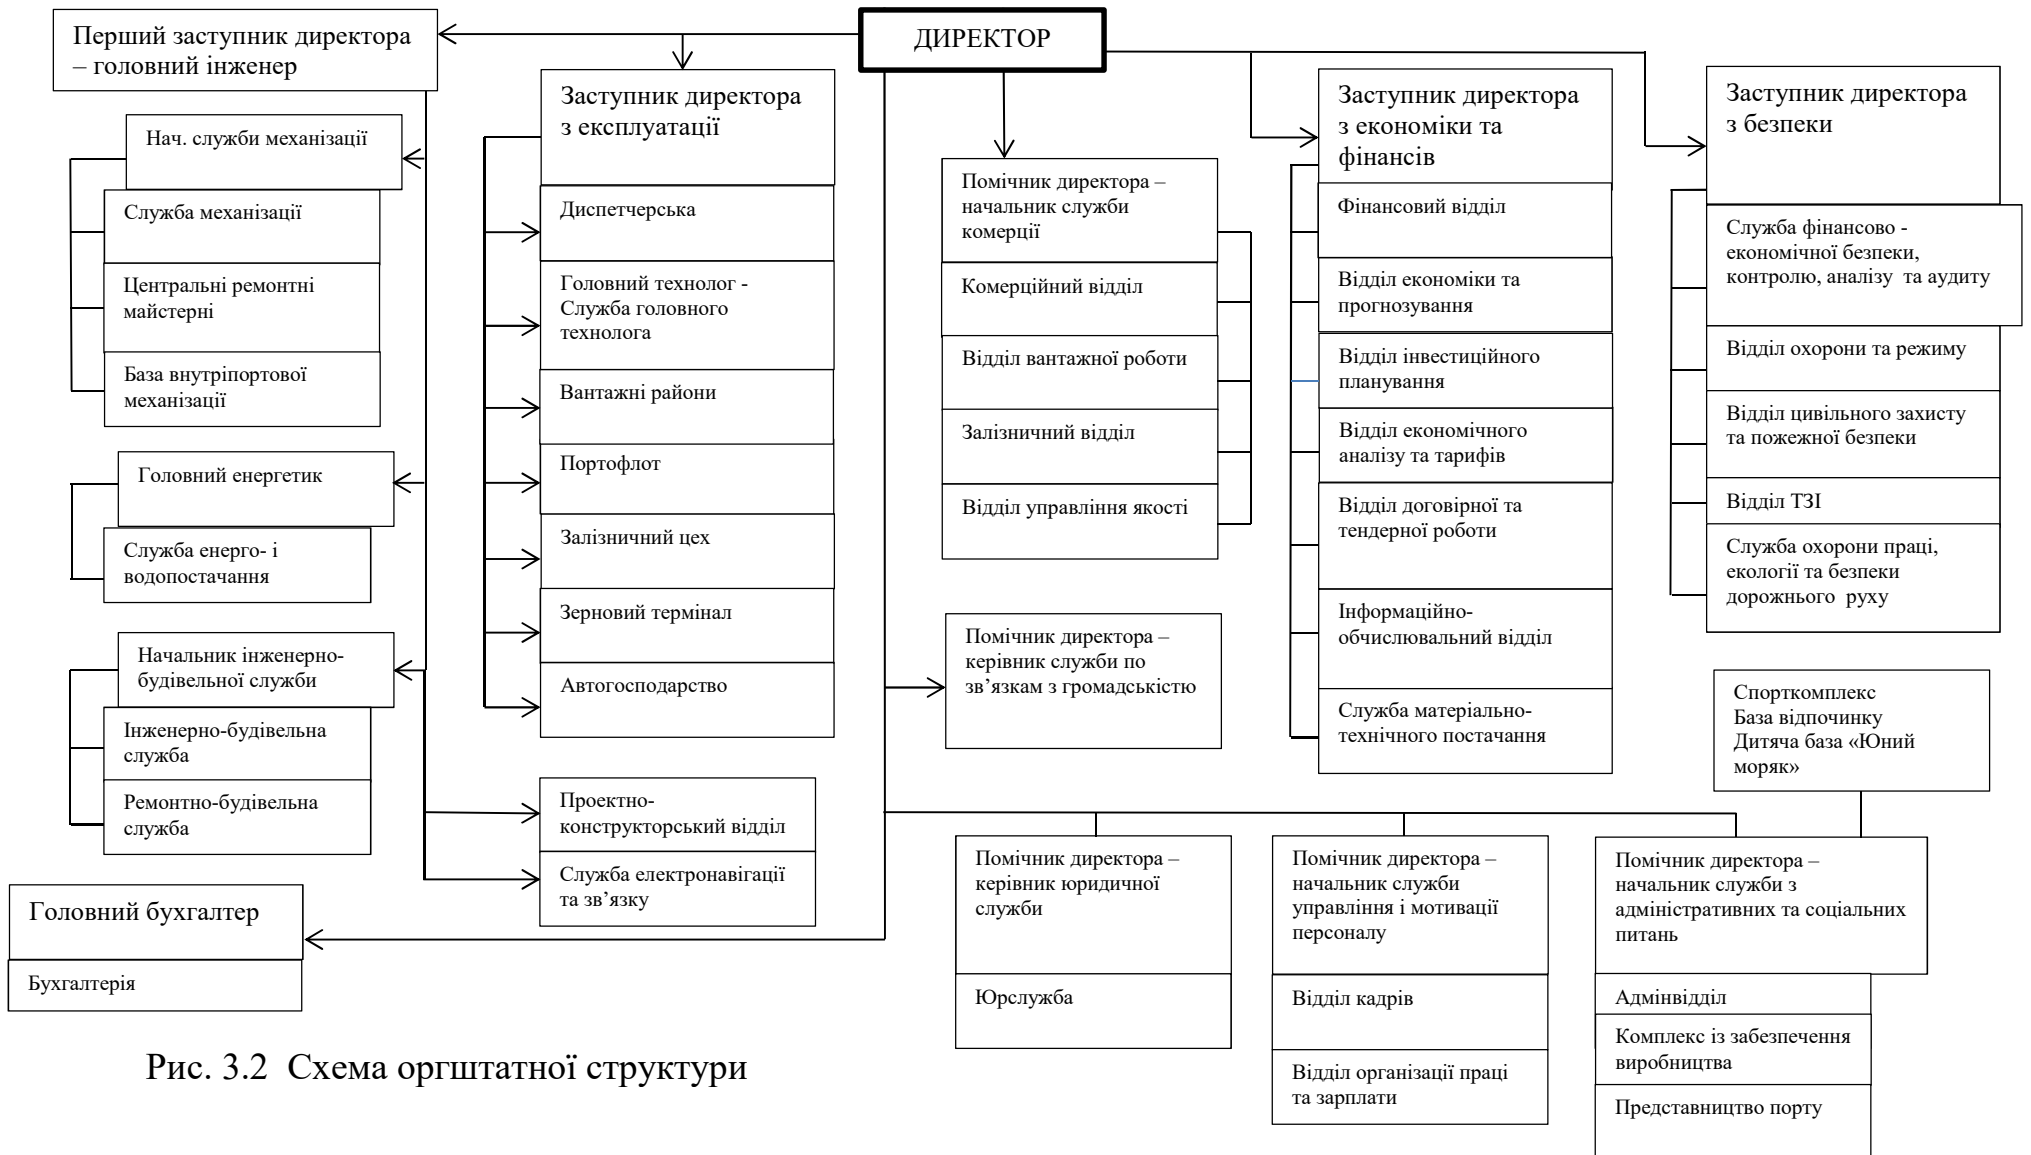 ДИРЕКТОР
Перший заступник директора
– головний інженер
Нач. служби механізації
Служба механізації
Центральні ремонтні
майстерні
База внутріпортової
механізації
Головний енергетик
Служба енерго- і
водопостачання
Начальник інженерно-
будівельної служби
Інженерно-будівельна
служба
Ремонтно-будівельна
служба
Заступник директора
з експлуатації
Диспетчерська
Головний технолог -
Служба головного
технолога
Вантажні райони
Портофлот
Залізничний цех
Зерновий термінал
Автогосподарство
Проектно-
конструкторський відділ
Служба електронавігації
та зв’язку
Помічник директора –
начальник служби
комерції
Комерційний відділ
Відділ вантажної роботи
Залізничний відділ
Відділ управління якості
Помічник директора –
керівник служби по
зв’язкам з громадськістю
Заступник директора
з економіки та
фінансів
Фінансовий відділ
Відділ економіки та
прогнозування
Відділ інвестиційного
планування
Відділ економічного
аналізу та тарифів
Відділ договірної та
тендерної роботи
Інформаційно-
обчислювальний відділ
Служба матеріально-
технічного постачання
Заступник директора
з безпеки
Служба фінансово -
економічної безпеки,
контролю, аналізу та аудиту
Відділ охорони та режиму
Відділ цивільного захисту
та пожежної безпеки
Відділ ТЗІ
Служба охорони праці,
екології та безпеки
дорожнього руху
Спорткомплекс
База відпочинку
Дитяча база «Юний
моряк»
Помічник директора –
керівник юридичної
служби
Юрслужба
Помічник директора –
начальник служби
управління і мотивації
персоналу
Відділ кадрів
Відділ організації праці
та зарплати
Помічник директора –
начальник служби з
адміністративних та соціальних
питань
Адмінвідділ
Комплекс із забезпечення
виробництва
Представництво порту
Головний бухгалтер
Бухгалтерія
Рис. 3.2 Схема оргштатної структури